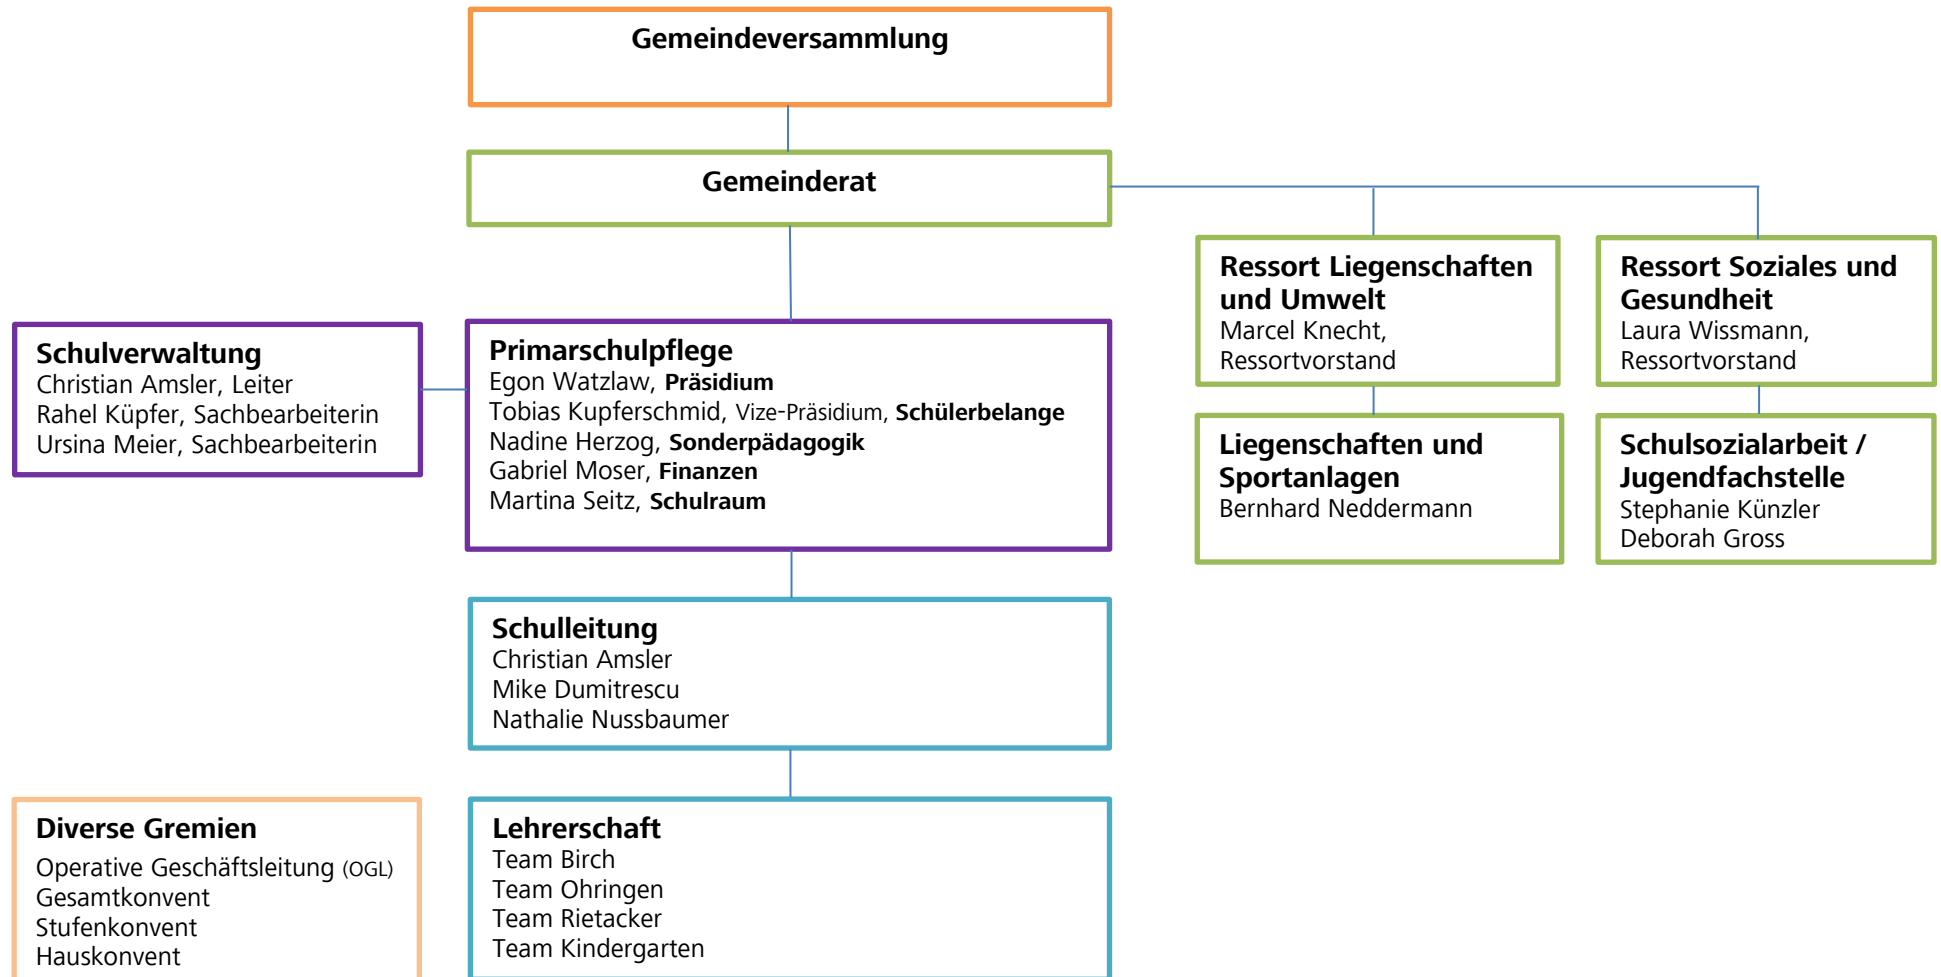 Gemeindeversammlung
Gemeinderat
Ressort Liegenschaften
und Umwelt
Marcel Knecht,
Ressortvorstand
Ressort Soziales und
Gesundheit
Laura Wissmann,
Ressortvorstand
Schulverwaltung
Christian Amsler, Leiter
Rahel Küpfer, Sachbearbeiterin
Ursina Meier, Sachbearbeiterin
Primarschulpflege
Egon Watzlaw, Präsidium
Tobias Kupferschmid, Vize-Präsidium, Schülerbelange
Nadine Herzog, Sonderpädagogik
Gabriel Moser, Finanzen
Martina Seitz, Schulraum
Liegenschaften und
Sportanlagen
Bernhard Neddermann
Schulsozialarbeit /
Jugendfachstelle
Stephanie Künzler
Deborah Gross
Schulleitung
Christian Amsler
Mike Dumitrescu
Nathalie Nussbaumer
Diverse Gremien
Operative Geschäftsleitung (OGL)
Gesamtkonvent
Stufenkonvent
Hauskonvent
Lehrerschaft
Team Birch
Team Ohringen
Team Rietacker
Team Kindergarten